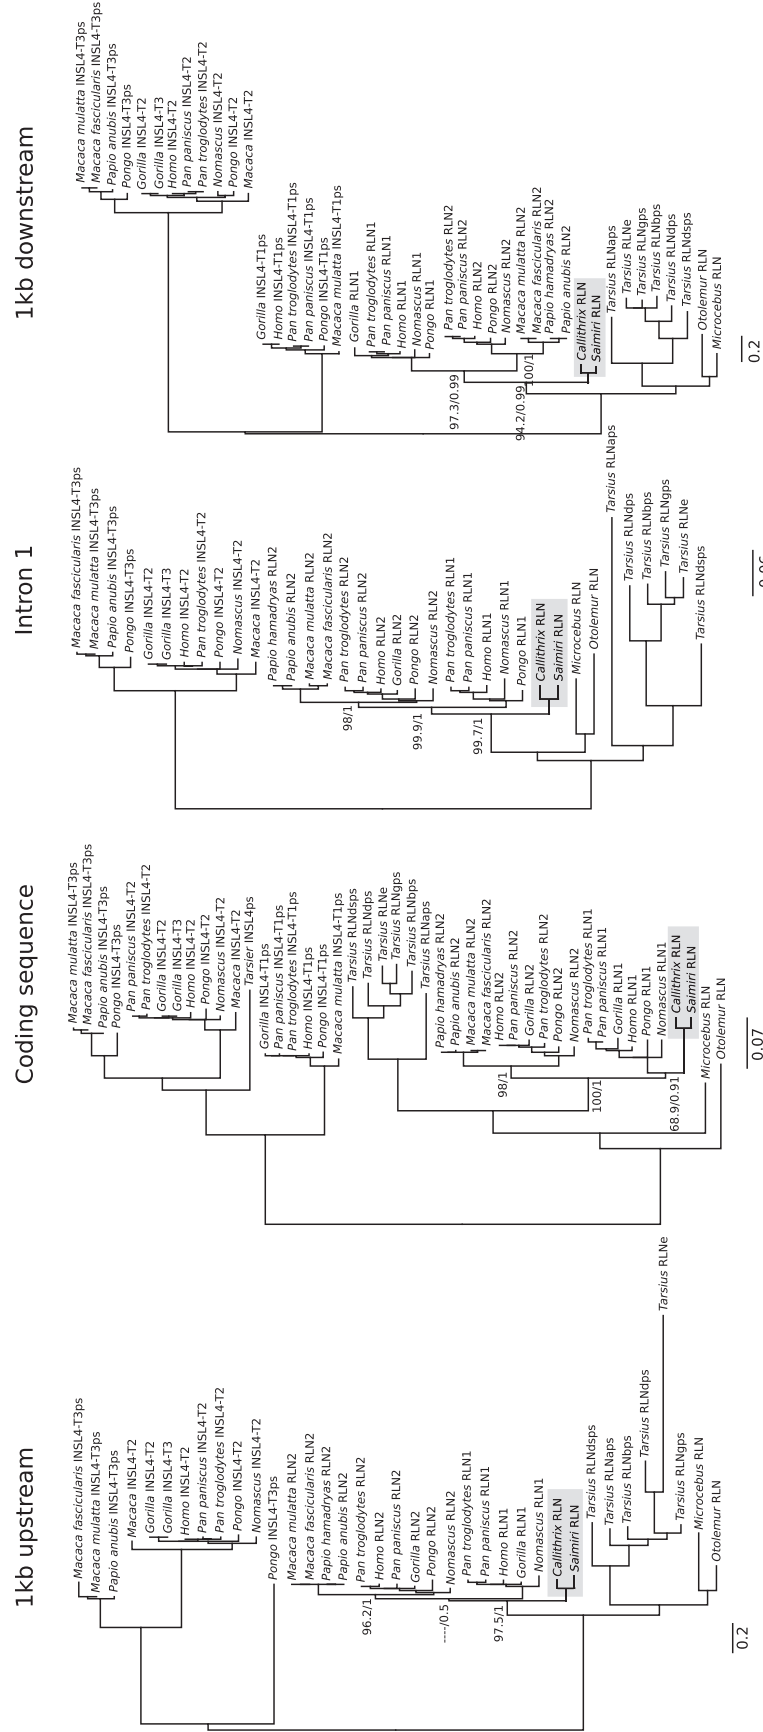 1kb upstream
Macaca fascicularis INSL4-T3ps
Macaca mulatta INSL4-T3ps
Papio anubis INSL4-T3ps
Macaca INSL4-T2
Gorilla INSL4-T2
Gorilla INSL4-T3
Homo INSL4-T2
Pan paniscus INSL4-T2
Pan troglodytes INSL4-T2
Pongo INSL4-T2
Nomascus INSL4-T2
Pongo INSL4-T3ps
Macaca mulatta RLN2
Macaca fascicularis RLN2
Papio hamadryas RLN2
Papio anubis RLN2
Pan troglodytes RLN2
96.2/1
Homo RLN2
Pan paniscus RLN2
Gorilla RLN2
Pongo RLN2
----/0.5
Nomascus RLN2
Pan troglodytes RLN1
Pan paniscus RLN1
97.5/1
Homo RLN1
Gorilla RLN1
Nomascus RLN1
Callithrix RLN
Saimiri RLN
Tarsius RLNdsps
Tarsius RLNaps
Tarsius RLNbps
Tarsius RLNdps
Tarsius RLNe
Tarsius RLNgps
Microcebus RLN
Otolemur RLN
0.2
Coding sequence
Macaca mulatta INSL4-T3ps
Macaca fascicularis INSL4-T3ps
Papio anubis INSL4-T3ps
Pongo INSL4-T3ps
Pan paniscus INSL4-T2
Pan troglodytes INSL4-T2
Gorilla INSL4-T2
Gorilla INSL4-T3
Homo INSL4-T2
Pongo INSL4-T2
Nomascus INSL4-T2
Macaca INSL4-T2
Tarsier INSL4ps
Gorilla INSL4-T1ps
Pan paniscus INSL4-T1ps
Pan troglodytes INSL4-T1ps
Homo INSL4-T1ps
Pongo INSL4-T1ps
Macaca mulatta INSL4-T1ps
Tarsius RLNdsps
Tarsius RLNdps
Tarsius RLNe
Tarsius RLNgps
Tarsius RLNbps
Tarsius RLNaps
Papio hamadryas RLN2
Papio anubis RLN2
Macaca mulatta RLN2
Macaca fascicularis RLN2
Homo RLN2
98/1
Pan paniscus RLN2
Gorilla RLN2
Pan troglodytes RLN2
Pongo RLN2
Nomascus RLN2
Pan troglodytes RLN1
100/1
Pan paniscus RLN1
Gorilla RLN1
Homo RLN1
Pongo RLN1
Nomascus RLN1
68.9/0.91
Callithrix RLN
Saimiri RLN
Microcebus RLN
Otolemur RLN
0.07
Intron 1
Macaca fascicularis INSL4-T3ps
Macaca mulatta INSL4-T3ps
Papio anubis INSL4-T3ps
Pongo INSL4-T3ps
Gorilla INSL4-T2
Gorilla INSL4-T3
Homo INSL4-T2
Pan troglodytes INSL4-T2
Pongo INSL4-T2
Nomascus INSL4-T2
Macaca INSL4-T2
Papio hamadryas RLN2
Papio anubis RLN2
Macaca mulatta RLN2
Macaca fascicularis RLN2
Pan troglodytes RLN2
98/1
Pan paniscus RLN2
Homo RLN2
Gorilla RLN2
Pongo RLN2
99.9/1
Nomascus RLN2
Pan troglodytes RLN1
Pan paniscus RLN1
99.7/1
Homo RLN1
Nomascus RLN1
Pongo RLN1
Callithrix RLN
Saimiri RLN
Microcebus RLN
Otolemur RLN
Tarsius RLNaps
Tarsius RLNdps
Tarsius RLNbps
Tarsius RLNgps
Tarsius RLNe
Tarsius RLNdsps
1kb downstream
Macaca mulatta INSL4-T3ps
Macaca fascicularis INSL4-T3ps
Papio anubis INSL4-T3ps
Pongo INSL4-T3ps
Gorilla INSL4-T2
Gorilla INSL4-T3
Homo INSL4-T2
Pan paniscus INSL4-T2
Pan troglodytes INSL4-T2
Nomascus INSL4-T2
Pongo INSL4-T2
Macaca INSL4-T2
Gorilla INSL4-T1ps
Homo INSL4-T1ps
Pan troglodytes INSL4-T1ps
Pan paniscus INSL4-T1ps
Pongo INSL4-T1ps
Macaca mulatta INSL4-T1ps
Gorilla RLN1
Pan troglodytes RLN1
Pan paniscus RLN1
Homo RLN1
Nomascus RLN1
Pongo RLN1
Pan troglodytes RLN2
97.3/0.99
Pan paniscus RLN2
Homo RLN2
Pongo RLN2
Nomascus RLN2
Macaca mulatta RLN2
94.2/0.99
100/1
Macaca fascicularis RLN2
Papio hamadryas RLN2
Papio anubis RLN2
Callithrix RLN
Saimiri RLN
Tarsius RLNaps
Tarsius RLNe
Tarsius RLNgps
Tarsius RLNbps
Tarsius RLNdps
Tarsius RLNdsps
Otolemur RLN
Microcebus RLN
0.2